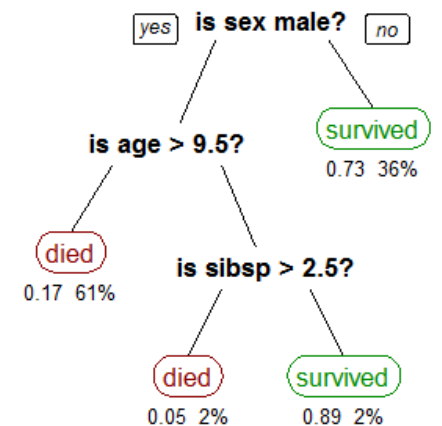 yes is sex male? no
is age > 9.5?
survived
0.73 36%
died
0.17 61%
is sibsp > 2.5?
died survived
0.05 2% 0.89 2%